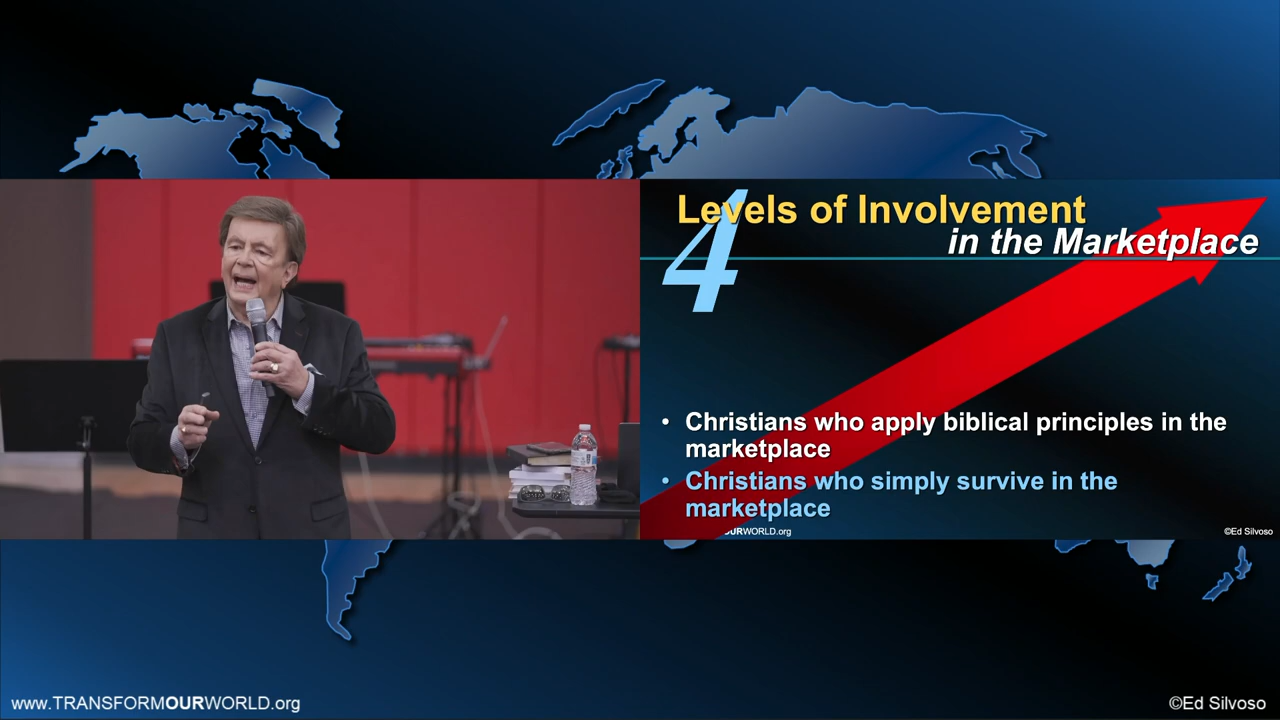 4
Levels of Involvement
in the Marketplace
• Christians who apply biblical principles in the
marketplace
• Christians who simply survive in the
marketplace
OURWORLD.org
©Ed Silvoso
www.TRANSFORMOURWORLD.org
©Ed Silvoso